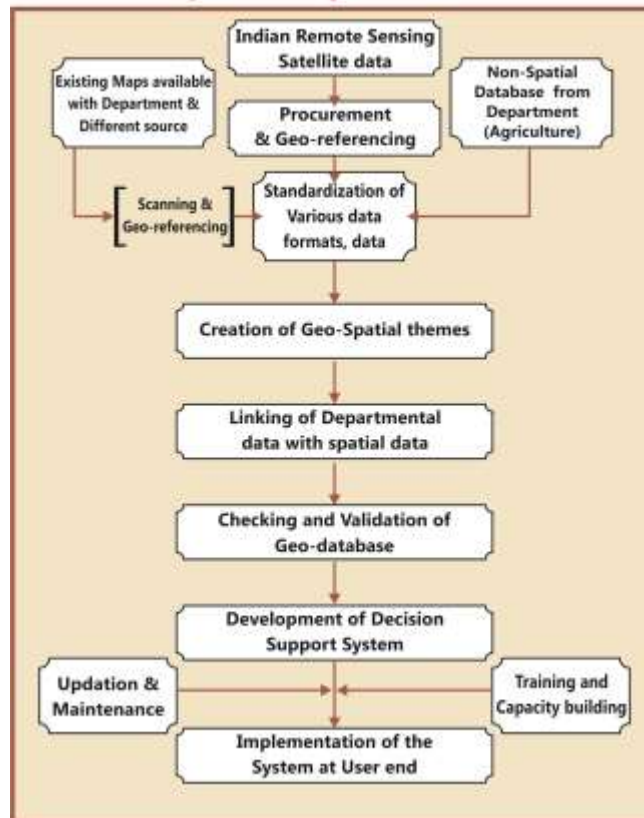 Indian Remote Sensing
Satellite data
Existing Maps available
with Department &
Different source
Procurement
& Geo-referencing
Non-Spatial
Database from
Department
(Agriculture)
Scanning &
Geo-referencing
Standardization of
Various data
formats, data
Creation of Geo-Spatial themes
Linking of Departmental
data with spatial data
Checking and Validation of
Geo-database
Development of Decision
Support System
Updation &
Maintenance
Training and
Capacity building
Implementation of the
System at User end